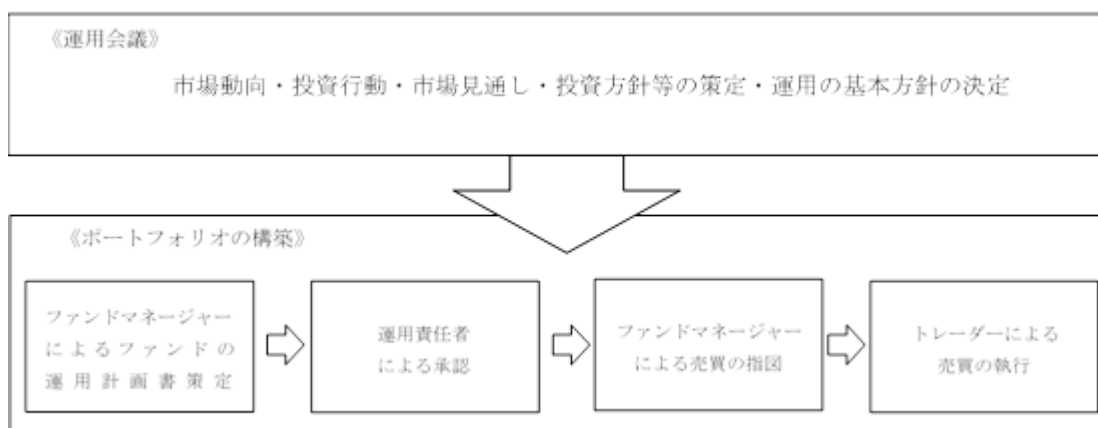 《運用会議》
市場動向・投資行動・市場見通し・投資方針等の策定・運用の基本方針の決定
《ポートフォリオの構築》
ファンドマネージャー
によるファンドの
運用計画書策定
運用責任者
による承認
ファンドマネージャー
による売買の指図
トレーダーによる
売買の執行